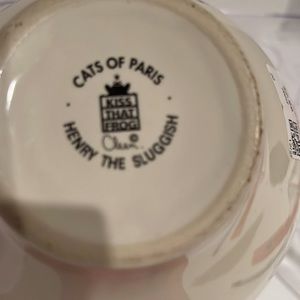 CATS OF PARIS
KISS
THAT
FROG
©
HENRY THE SLUGGISH